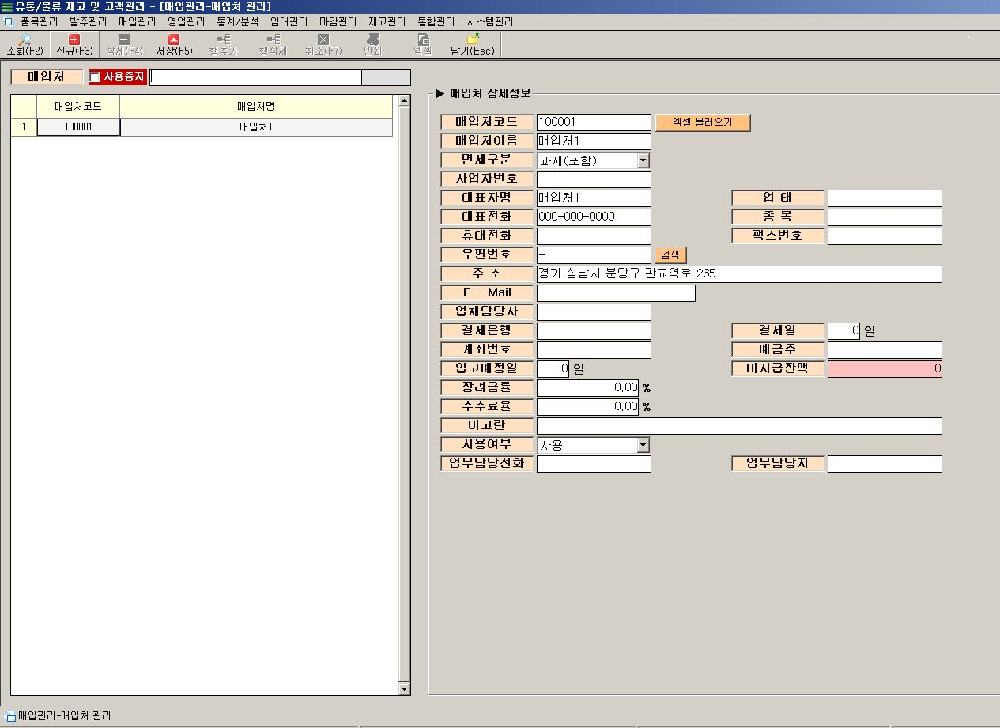 유통/물류 재고 및 고객관리 - [매입관리-매입처 관리]
품목관리 발주관리 매입관리 영업관리 통계/분석 임대관리 마감관리 재고관리 통합관리 시스템관리
조회(F2) 신규(F3) 삭제(F4) 저장(F5) 행추가 행삭제 취소(F7) 인쇄 엑셀 닫기(Esc)
매입처 사용중지
매입처코드 매입처명
1 100001 매입처1
▶ 매입처 상세정보
매입처코드 100001 엑셀 불러오기
매입처이름 매입처1
면세구분 과세(포함)
사업자번호
대표자명 매입처1 업 태
대표전화 000-000-0000 종 목
휴대전화 팩스번호
우편번호 - 검색
주 소 경기 성남시 분당구 판교역로 235
E - Mail
업체담당자
결제은행 결제일 0 일
계좌번호 예금주
입고예정일 0 일 미지급잔액 0
장려금률 0.00 %
수수료율 0.00 %
비고란
사용여부 사용
업무담당전화 업무담당자
매입관리-매입처 관리